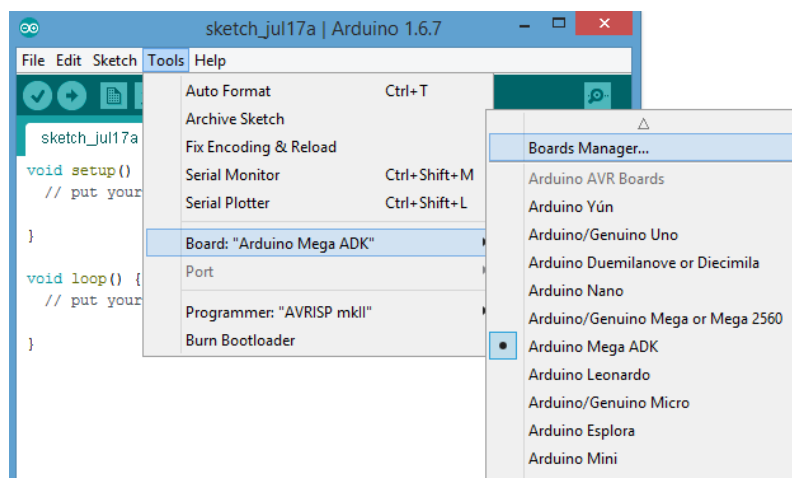 sketch_jul17a | Arduino 1.6.7
File Edit Sketch Tools Help
sketch_jul17a
void setup()
// put your
}
void loop() {
// put your
}
Auto Format Ctrl+T
Archive Sketch
Fix Encoding & Reload
Serial Monitor Ctrl+Shift+M
Serial Plotter Ctrl+Shift+L
Board: "Arduino Mega ADK"
Port
Programmer: "AVRISP mkII"
Burn Bootloader
Boards Manager...
Arduino AVR Boards
Arduino Yún
Arduino/Genuino Uno
Arduino Duemilanove or Diecimila
Arduino Nano
Arduino/Genuino Mega or Mega 2560
Arduino Mega ADK
Arduino Leonardo
Arduino/Genuino Micro
Arduino Esplora
Arduino Mini